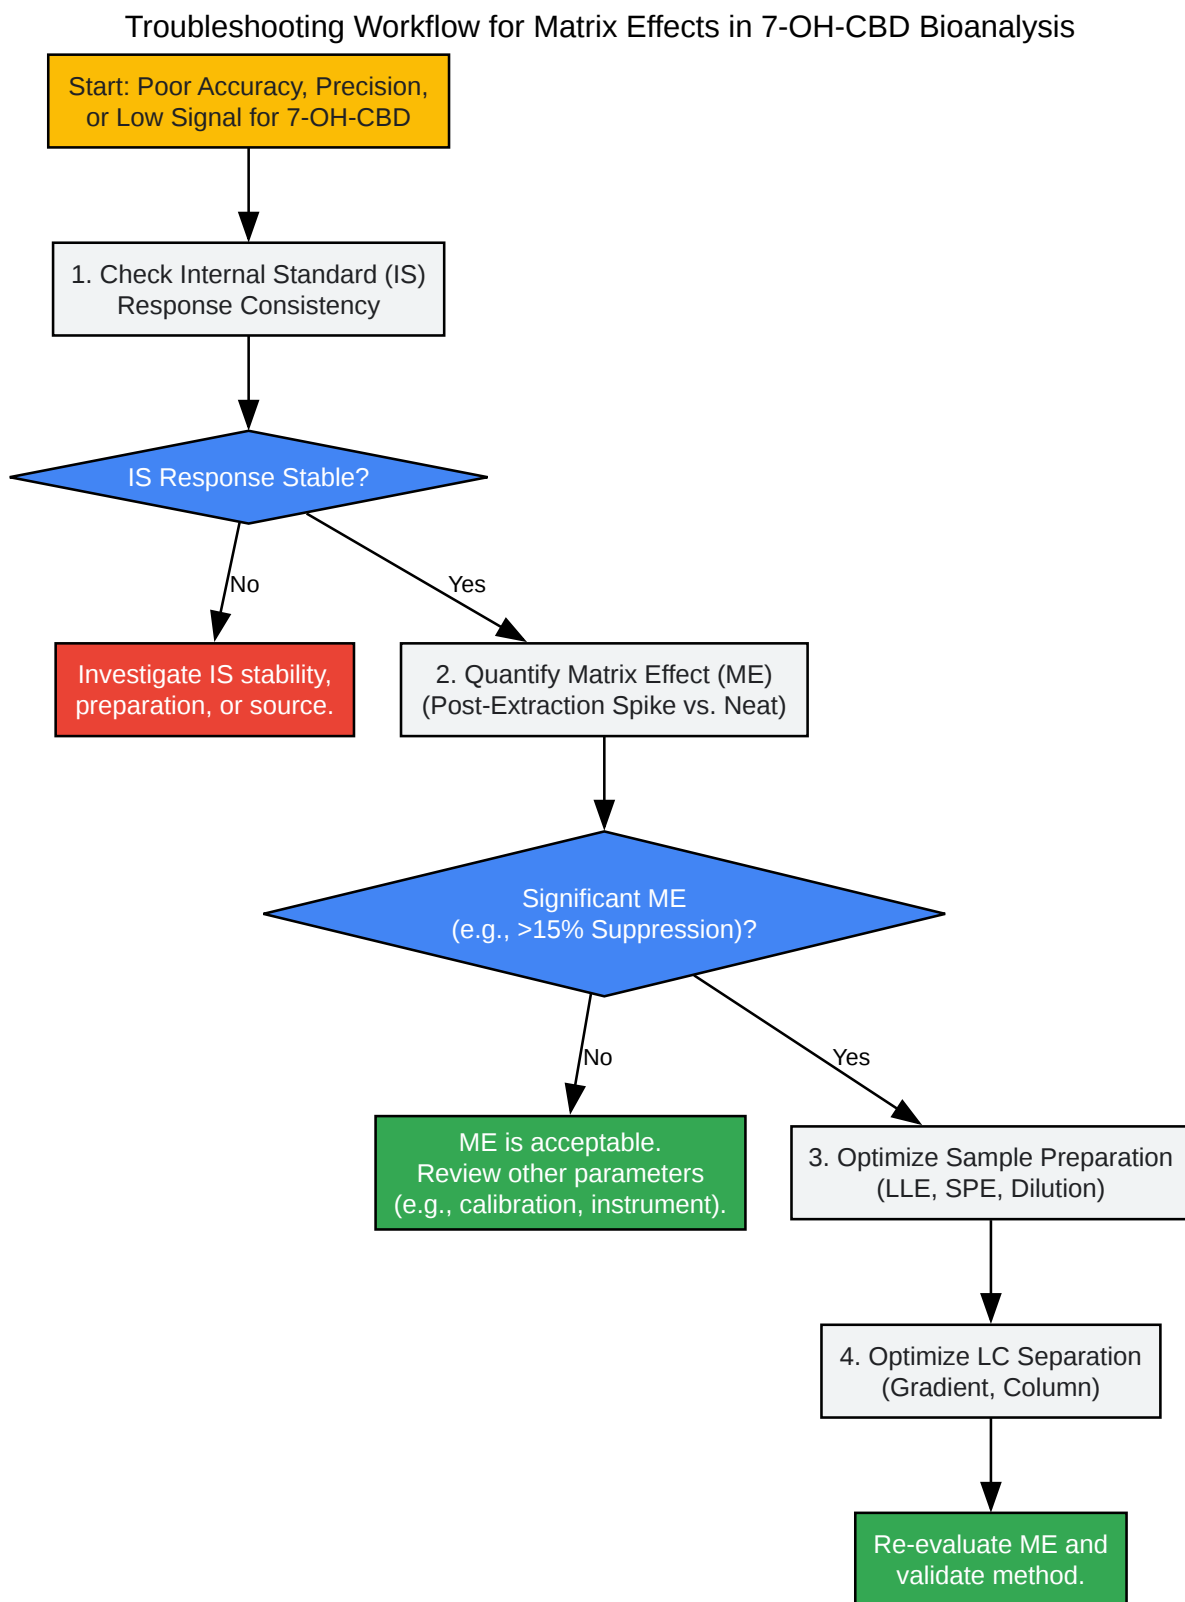 Troubleshooting Workflow for Matrix Effects in 7-OH-CBD Bioanalysis
Start: Poor Accuracy, Precision,
or Low Signal for 7-OH-CBD
1. Check Internal Standard (IS)
Response Consistency
IS Response Stable?
No
Yes
Investigate IS stability,
preparation, or source.
2. Quantify Matrix Effect (ME)
(Post-Extraction Spike vs. Neat)
Significant ME
(e.g., >15% Suppression)?
No
Yes
ME is acceptable.
Review other parameters
(e.g., calibration, instrument).
3. Optimize Sample Preparation
(LLE, SPE, Dilution)
4. Optimize LC Separation
(Gradient, Column)
Re-evaluate ME and
validate method.